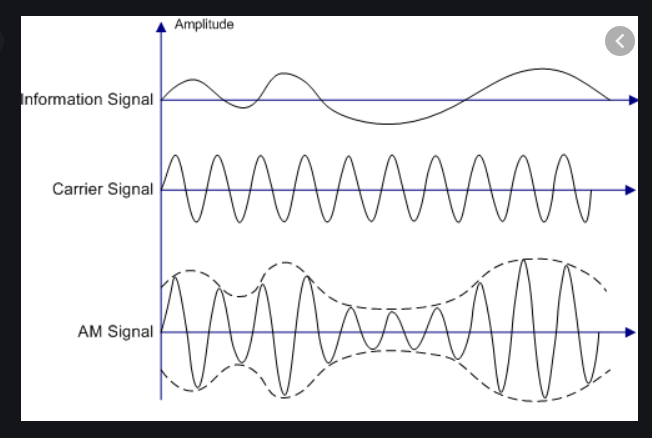 Amplitude
Information Signal
Carrier Signal
AM Signal